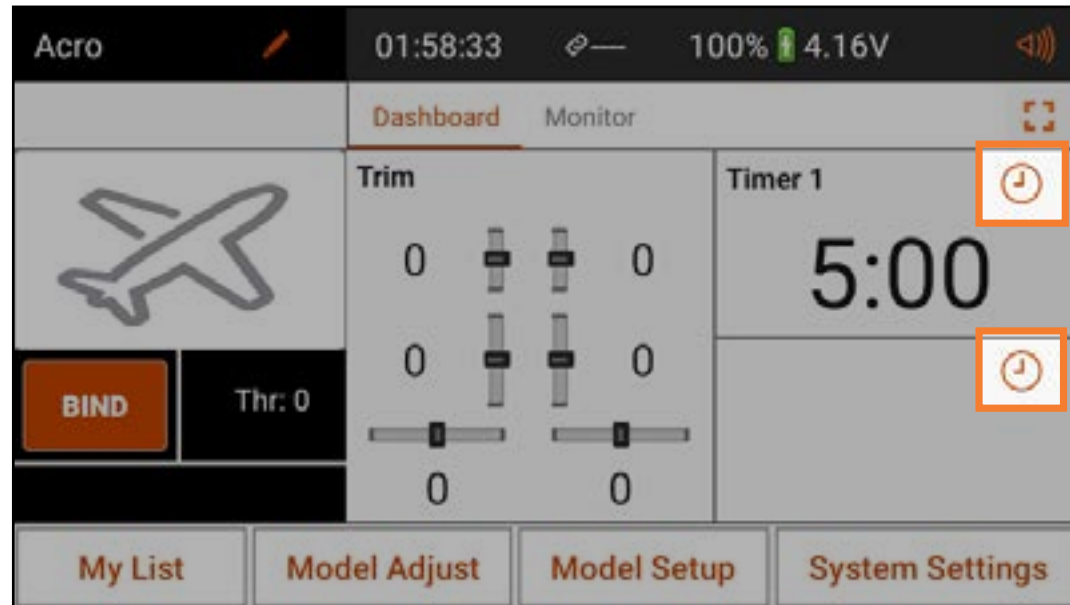 Acro
01:58:33
—
100% 4.16V
Dashboard
Monitor
Trim
0
0
0
0
0
0
Timer 1
5:00
BIND
Thr: 0
My List
Model Adjust
Model Setup
System Settings